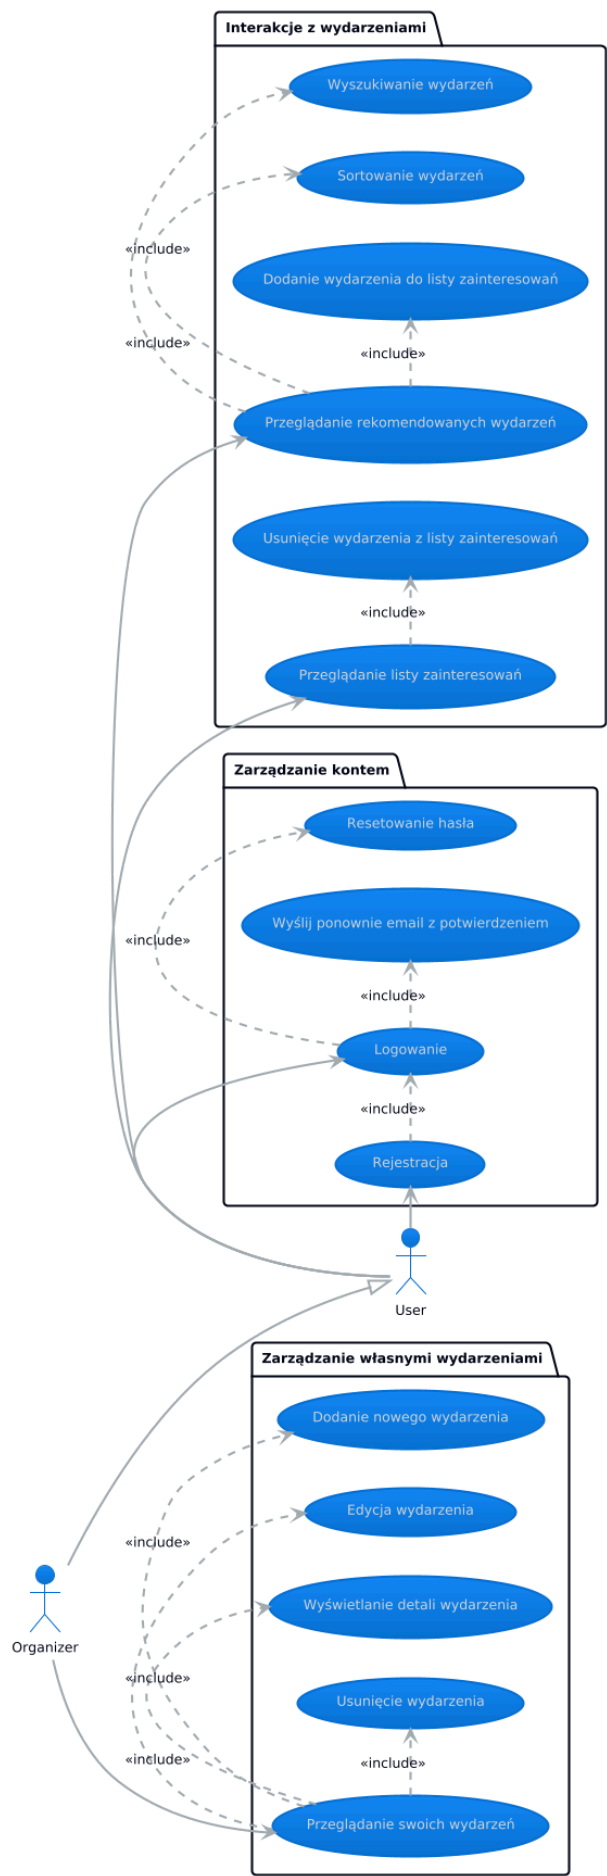 Interakcje z wydarzeniami
Wyszukiwanie wydarzeń
Sortowanie wydarzeń
«include»
Dodanie wydarzenia do listy zainteresowań
«include»
«include»
Przeglądanie rekomendowanych wydarzeń
Usunięcie wydarzenia z listy zainteresowań
«include»
Przeglądanie listy zainteresowań
Zarządzanie kontem
Resetowanie hasła
Wyślij ponownie email z potwierdzeniem
«include»
«include»
Logowanie
«include»
Rejestracja
User
Zarządzanie własnymi wydarzeniami
Dodanie nowego wydarzenia
Edycja wydarzenia
«include»
Wyświetlanie detali wydarzenia
Organizer
«include»
Usunięcie wydarzenia
«include»
«include»
Przeglądanie swoich wydarzeń